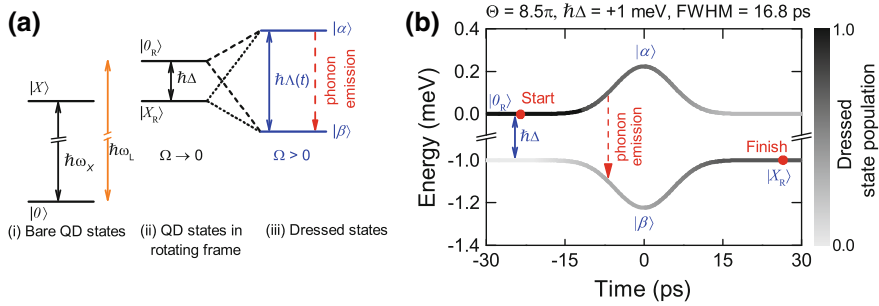 (a)
|X⟩
ħω_X
ħω_L
|0⟩
(i) Bare QD states
|0_R⟩
ħΔ
|X_R⟩
Ω → 0
(ii) QD states in
rotating frame
|α⟩
ħΛ(t)
phonon
emission
|β⟩
Ω > 0
(iii) Dressed states
(b)
Θ = 8.5π, ħΔ = +1 meV, FWHM = 16.8 ps
Energy (meV)
0.4
0.2
0.0
-1.0
-1.2
-1.4
|α⟩
|0_R⟩
Start
ħΔ
phonon
emission
Finish
|X_R⟩
|β⟩
-30
-15
0
15
30
Time (ps)
1.0
0.0
Dressed
state population